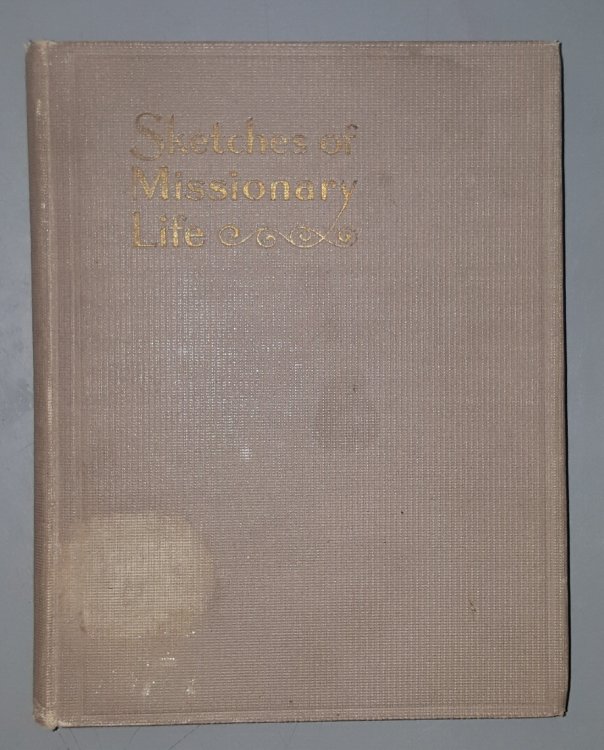 Sketches of
Missionary
Life